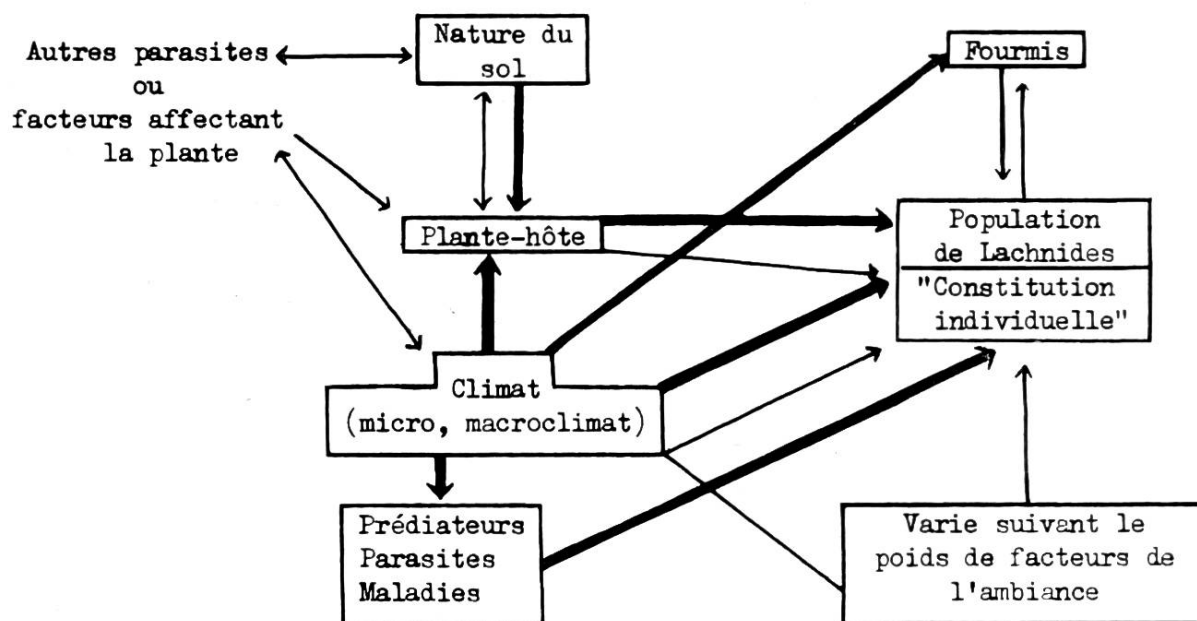 Autres parasites
ou
facteurs affectant
la plante
Nature du
sol
Fourmis
Plante-hôte
Population
de Lachnides
"Constitution
individuelle"
Climat
(micro, macroclimat)
Prédiateurs
Parasites
Maladies
Varie suivant le
poids de facteurs de
l'ambiance